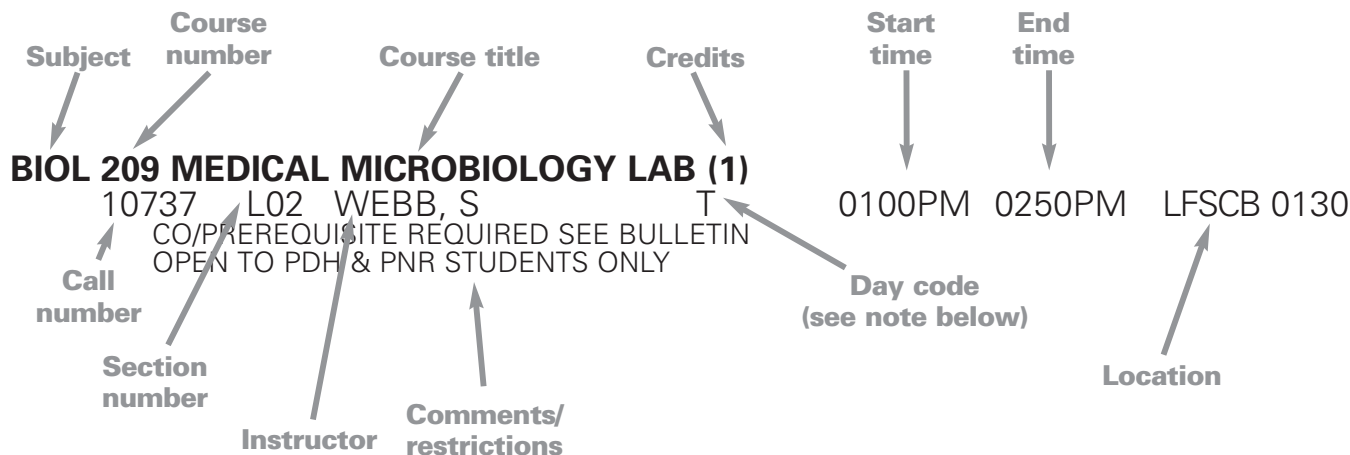 Course
number
Subject
Course title
Credits
Start
time
End
time
BIOL 209 MEDICAL MICROBIOLOGY LAB (1)
10737 L02 WEBB, S T 0100PM 0250PM LFSCB 0130
CO/PREREQUISITE REQUIRED SEE BULLETIN
OPEN TO PDH & PNR STUDENTS ONLY
Call
number
Day code
(see note below)
Section
number
Location
Instructor
Comments/
restrictions